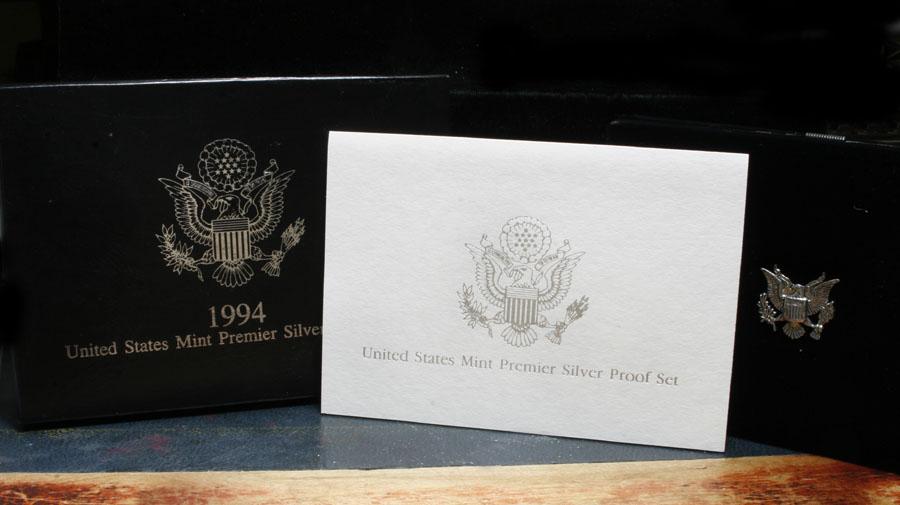 1994
United States Mint Premier Silver
United States Mint Premier Silver Proof Set